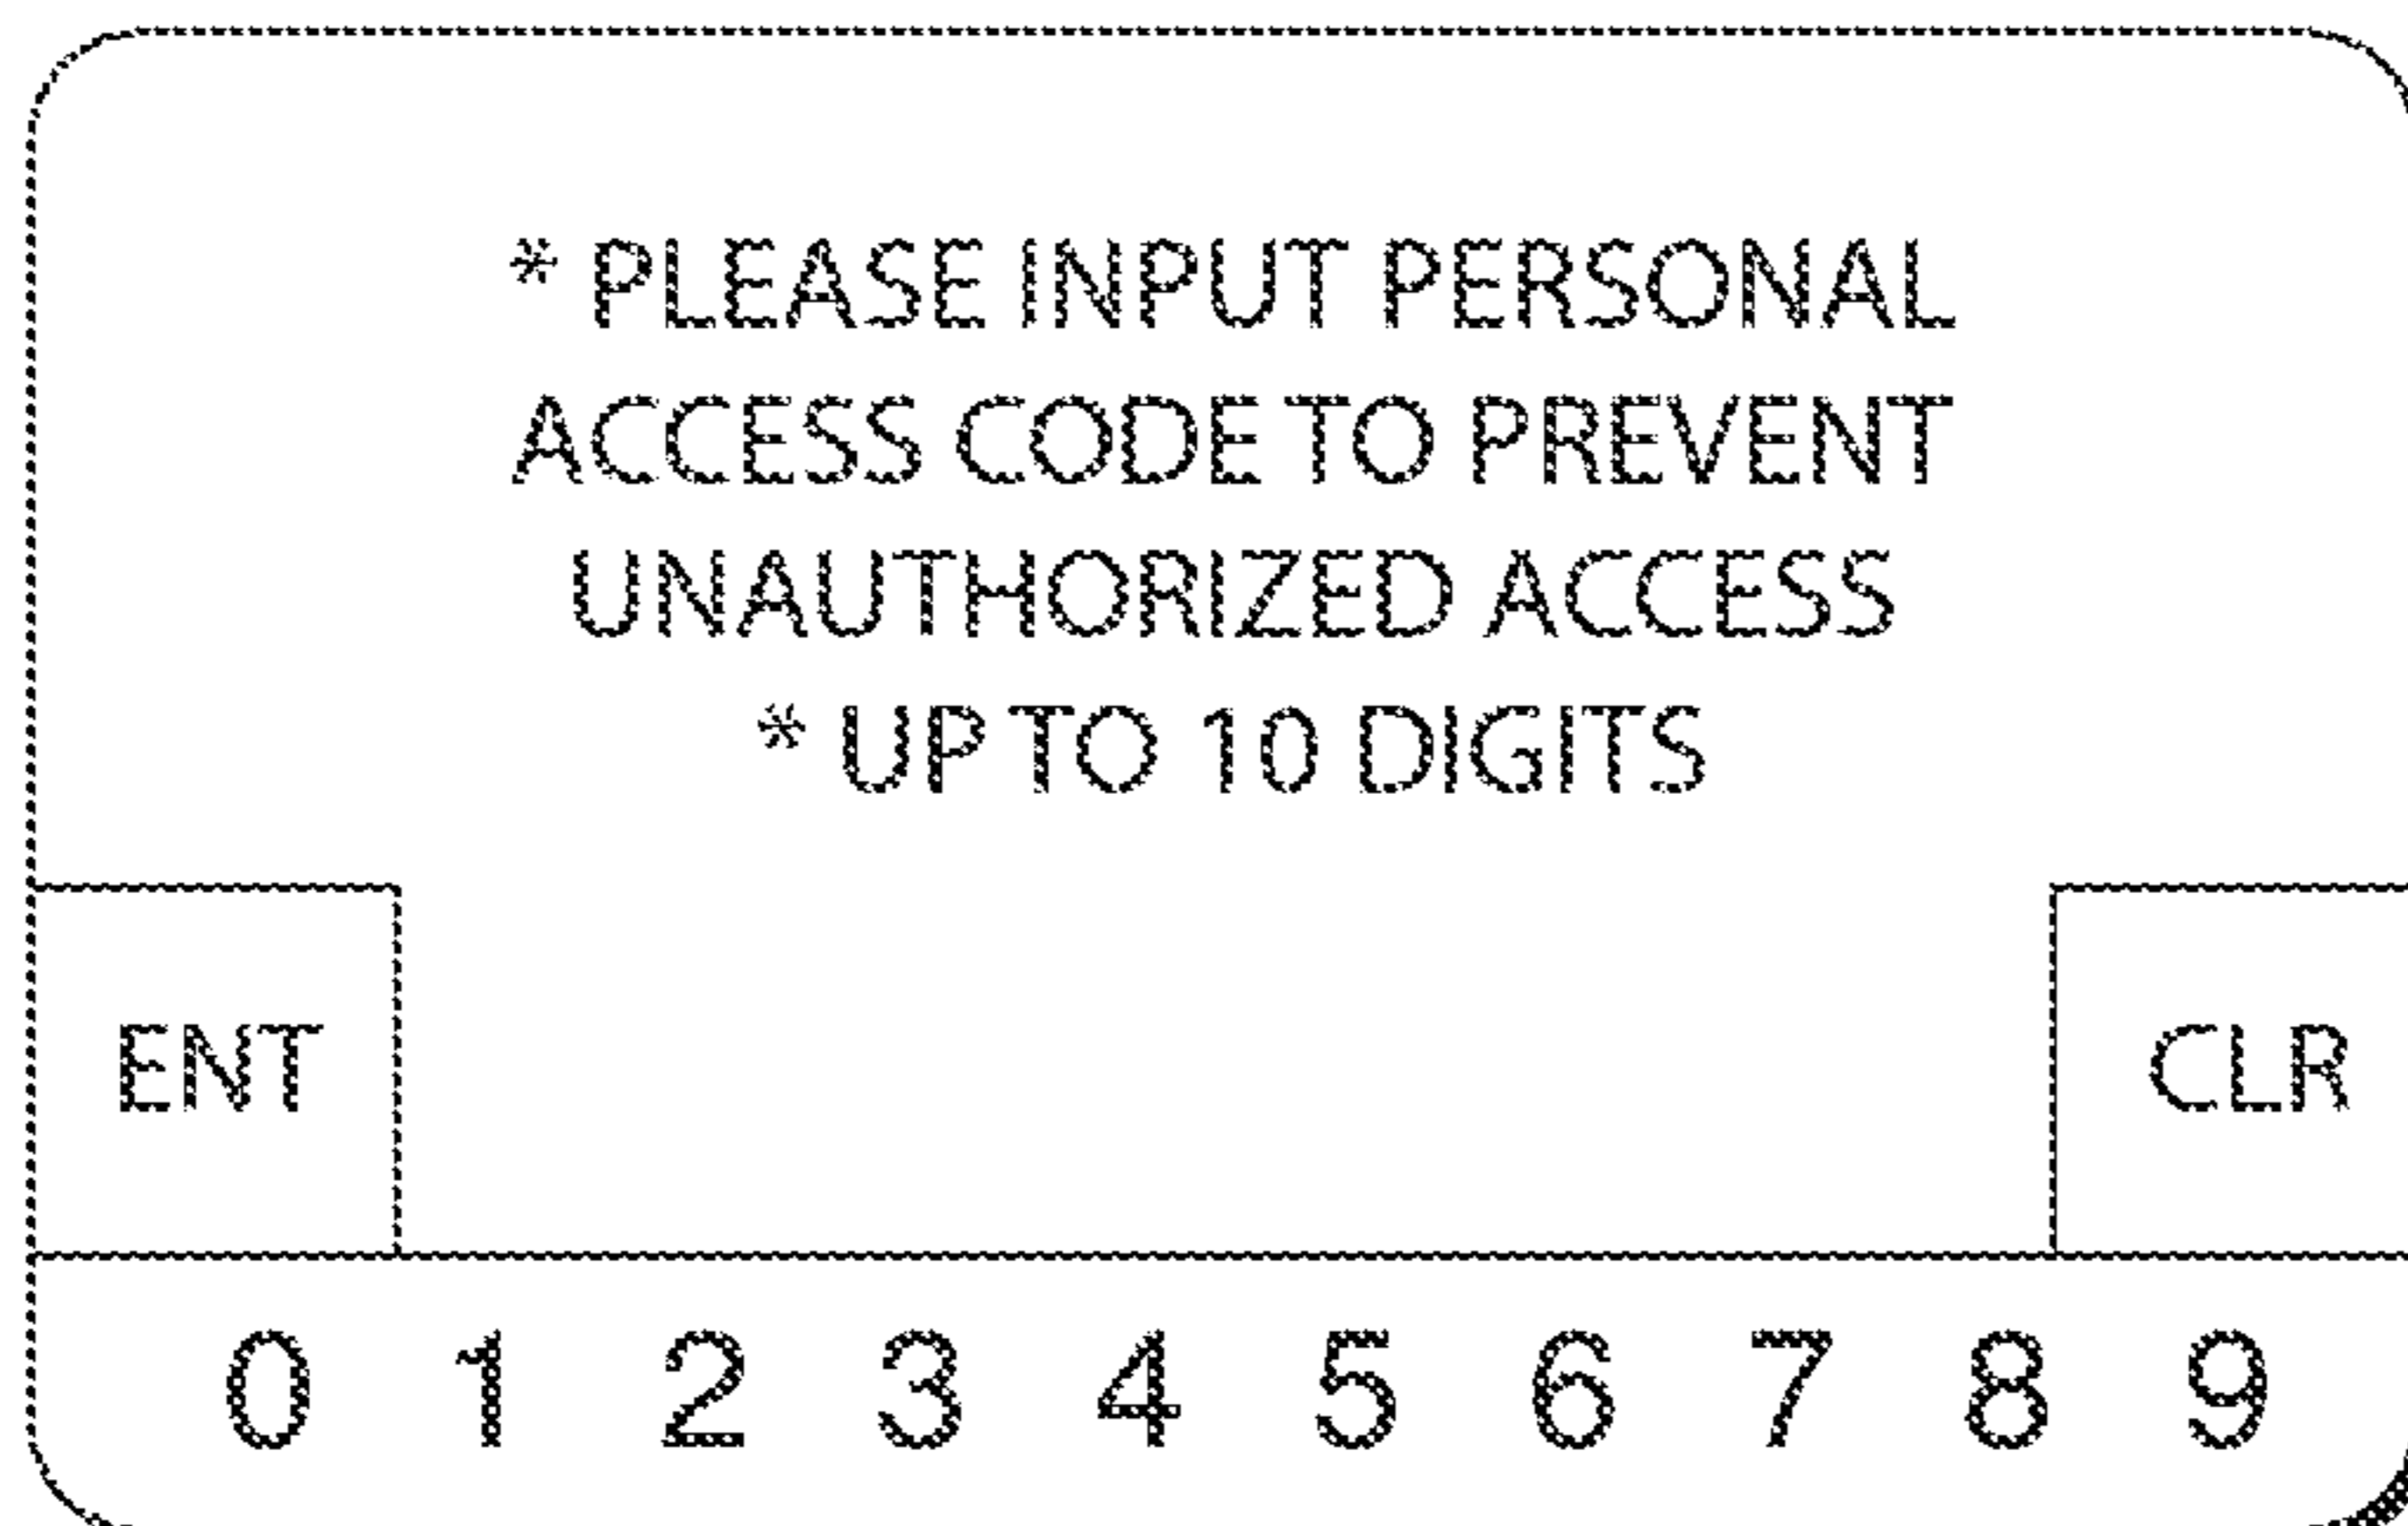 * PLEASE INPUT PERSONAL
ACCESS CODE TO PREVENT
UNAUTHORIZED ACCESS
* UP TO 10 DIGITS
ENT CLR
0 1 2 3 4 5 6 7 8 9